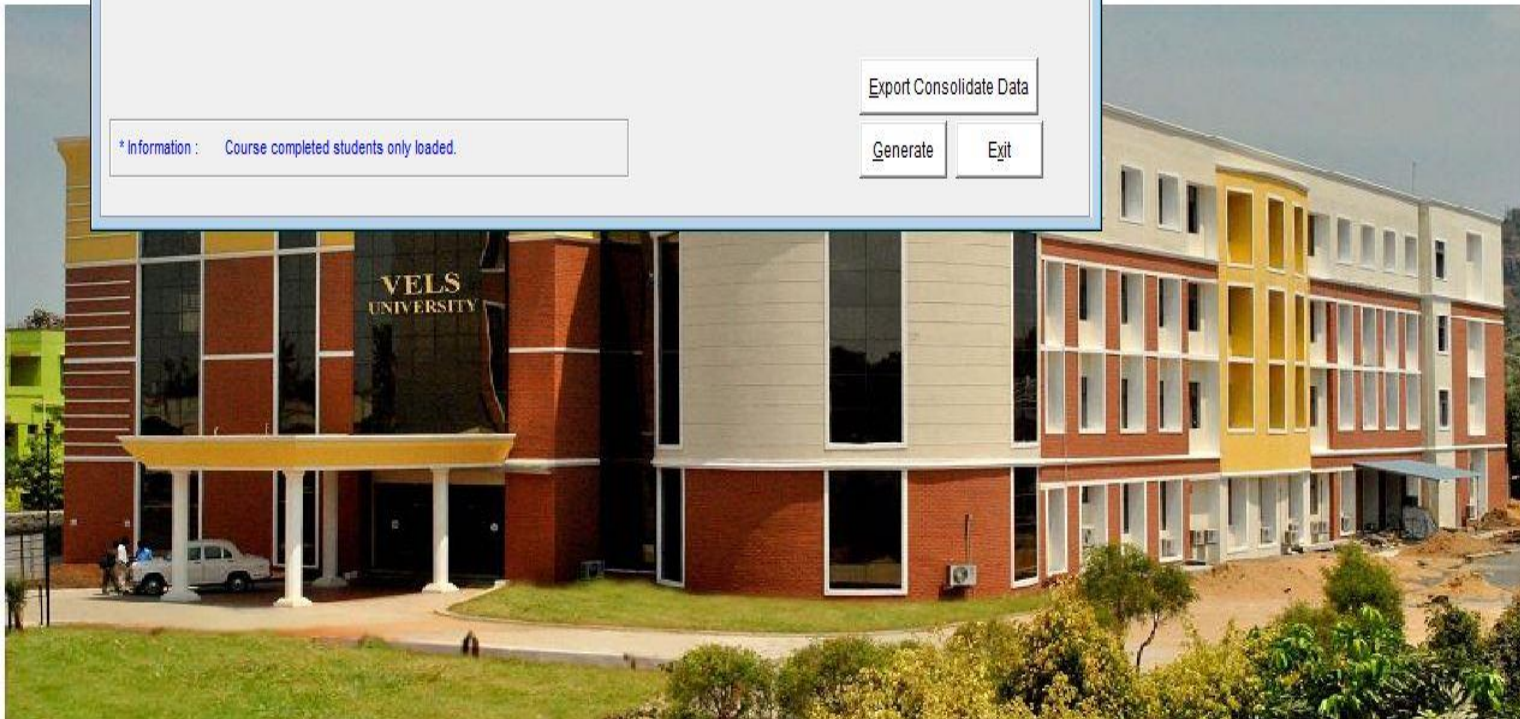 Export Consolidate Data
* Information : Course completed students only loaded.
Generate Exit
VELS
UNIVERSITY